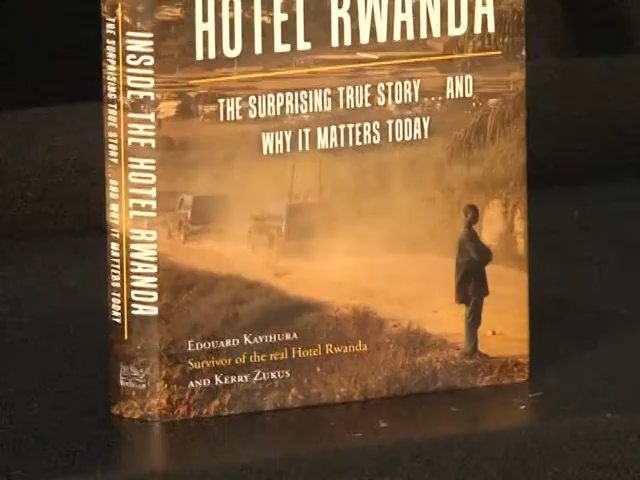 HOTEL RWANDA
THE SURPRISING TRUE STORY... AND
WHY IT MATTERS TODAY
EDOUARD KAYIHURA
Survivor of the real Hotel Rwanda
AND KERRY ZUKUS
INSIDE THE HOTEL RWANDA
THE SURPRISING TRUE STORY... AND WHY IT MATTERS TODAY
BenBella